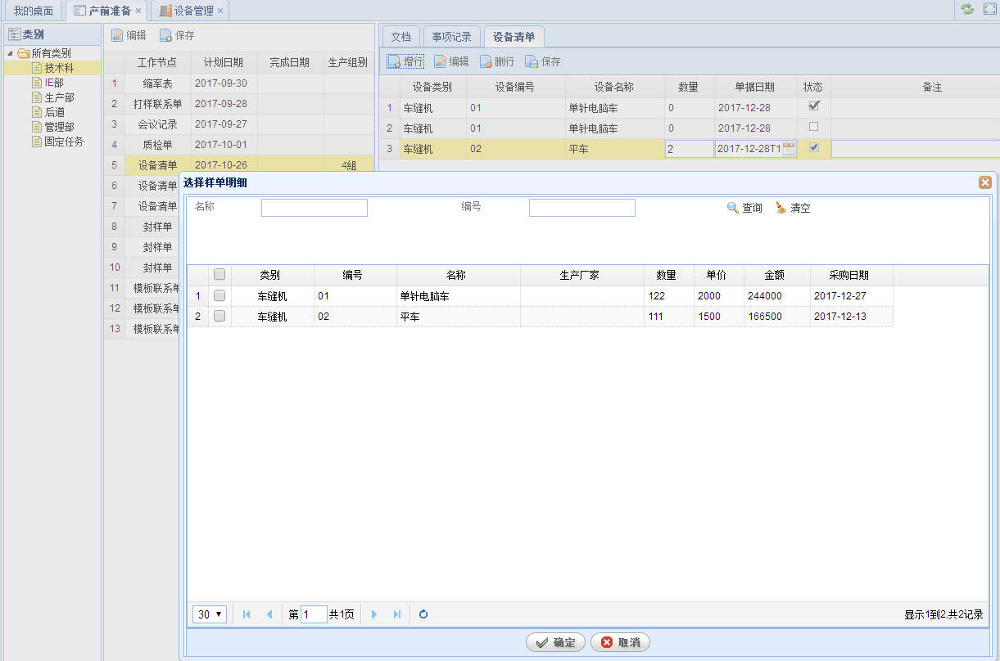 我的桌面 产前准备 × 设备管理 ×
类别
所有类别
技术科
IE部
生产部
后道
管理部
固定任务
编辑 保存
工作节点 计划日期 完成日期 生产组别
1 缩率表 2017-09-30
2 打样联系单 2017-09-28
3 会议记录 2017-09-27
4 质检单 2017-10-01
5 设备清单 2017-10-26 4组
6 设备清单
7 设备清单
8 封样单
9 封样单
10 封样单
11 模板联系单
12 模板联系单
13 模板联系单
文档 事项记录 设备清单
增行 编辑 删行 保存
设备类别 设备编号 设备名称 数量 单据日期 状态 备注
1 车缝机 01 单针电脑车 0 2017-12-28
2 车缝机 01 单针电脑车 0 2017-12-28
3 车缝机 02 平车 2 2017-12-28T1
选择样单明细
名称 编号 查询 清空
类别 编号 名称 生产厂家 数量 单价 金额 采购日期
1 车缝机 01 单针电脑车 122 2000 244000 2017-12-27
2 车缝机 02 平车 111 1500 166500 2017-12-13
30 第 1 共1页 显示1到2,共2记录
确定 取消